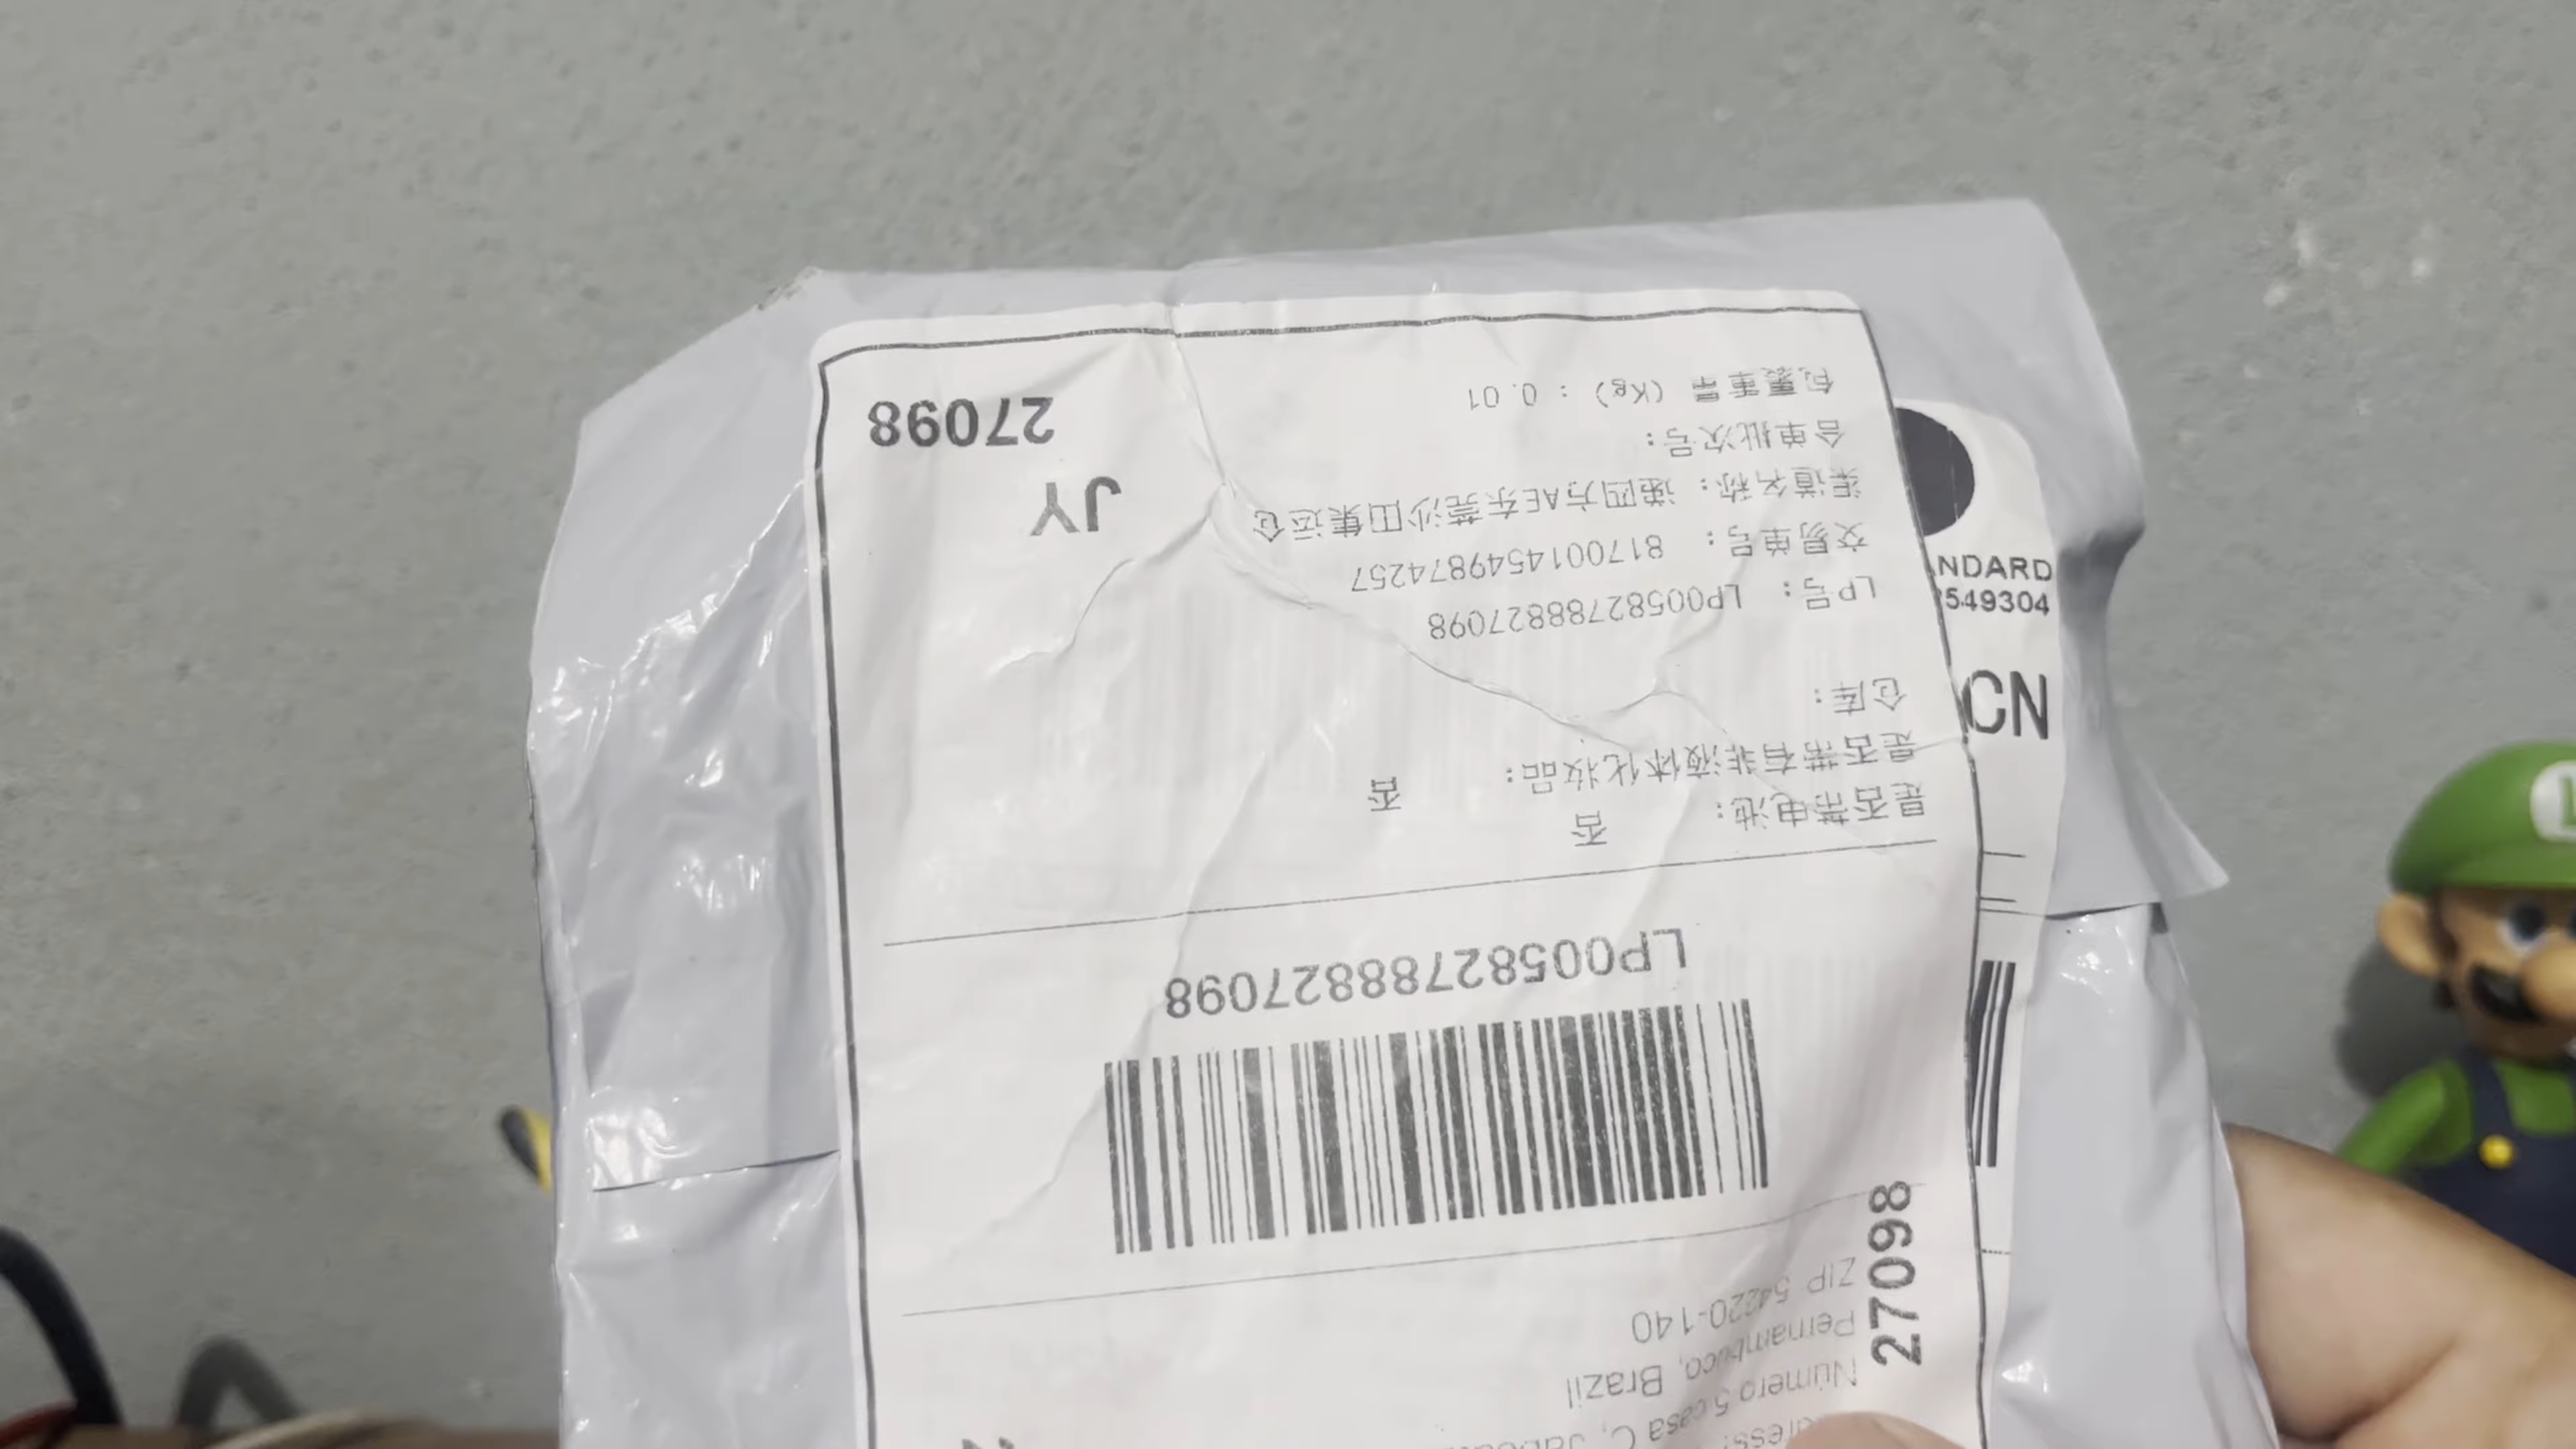 Número 5 casa C,
Pernambuco, Brazil
ZIP 54220-140
27098
LP00582788827098
是否带电池: 否
是否带有非液体化妆品: 否
仓库:
LP号: LP00582788827098
交易单号: 8170014549874257
渠道名称: 递四方AE东莞沙田集运仓
合单批次号:
包裹重量 (Kg) : 0.01
JY
27098
NDARD
549304
CN
L